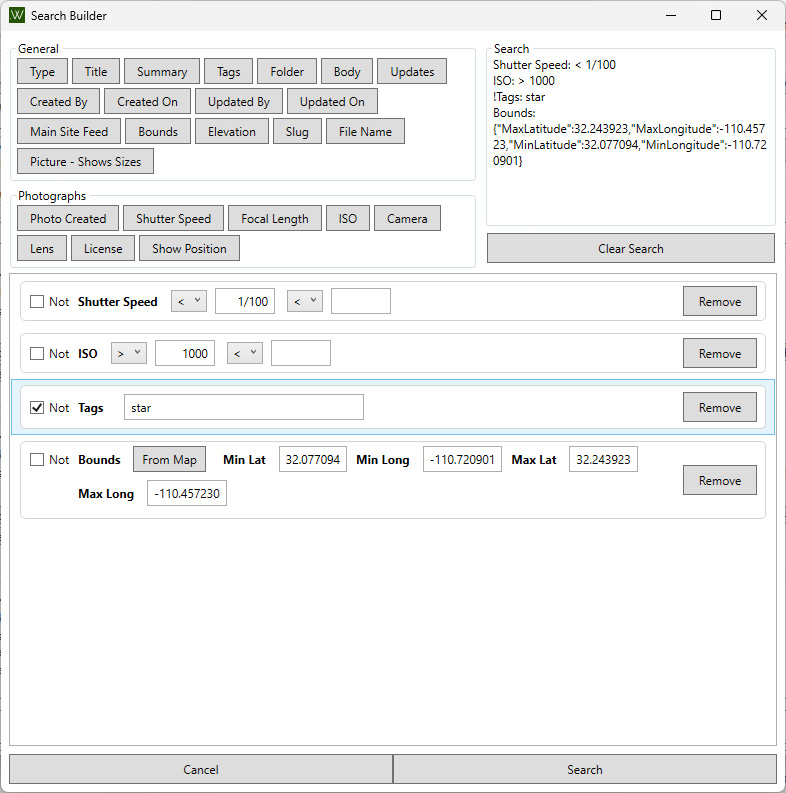 W Search Builder
General
Type Title Summary Tags Folder Body Updates
Created By Created On Updated By Updated On
Main Site Feed Bounds Elevation Slug File Name
Picture - Shows Sizes
Photographs
Photo Created Shutter Speed Focal Length ISO Camera
Lens License Show Position
Search
Shutter Speed: < 1/100
ISO: > 1000
!Tags: star
Bounds:
{"MaxLatitude":32.243923,"MaxLongitude":-110.457
23,"MinLatitude":32.077094,"MinLongitude":-110.72
0901}
Clear Search
Not Shutter Speed < 1/100 < Remove
Not ISO > 1000 < Remove
Not Tags star Remove
Not Bounds From Map Min Lat 32.077094 Min Long -110.720901 Max Lat 32.243923
Remove
Max Long -110.457230
Cancel Search